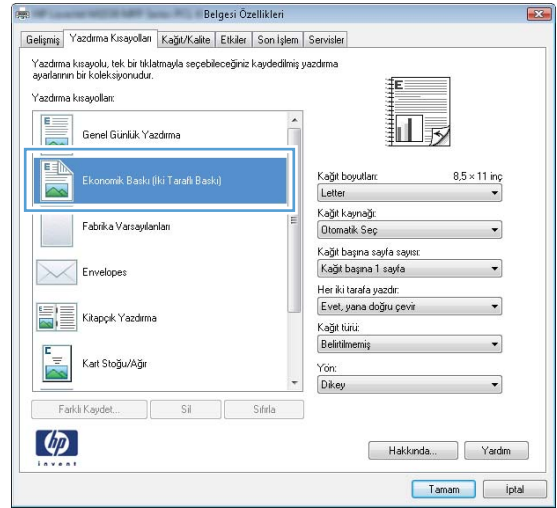 Belgesi Özellikleri
Gelişmiş
Yazdırma Kısayolları
Kağıt/Kalite
Etkiler
Son İşlem
Servisler
Yazdırma kısayolu, tek bir tıklatmayla seçebileceğiniz kaydedilmiş yazdırma
ayarlarının bir koleksiyonudur.
Yazdırma kısayolları:
Genel Günlük Yazdırma
Ekonomik Baskı (İki Taraflı Baskı)
Fabrika Varsayılanları
Envelopes
Kitapçık Yazdırma
Kart Stoğu/Ağır
Farklı Kaydet...
Sil
Sıfırla
Kağıt boyutları: 8,5 × 11 inç
Letter
Kağıt kaynağı:
Otomatik Seç
Kağıt başına sayfa sayısı:
Kağıt başına 1 sayfa
Her iki tarafa yazdır:
Evet, yana doğru çevir
Kağıt türü:
Belirtilmemiş
Yön:
Dikey
hp
invent
Hakkında...
Yardım
Tamam
İptal